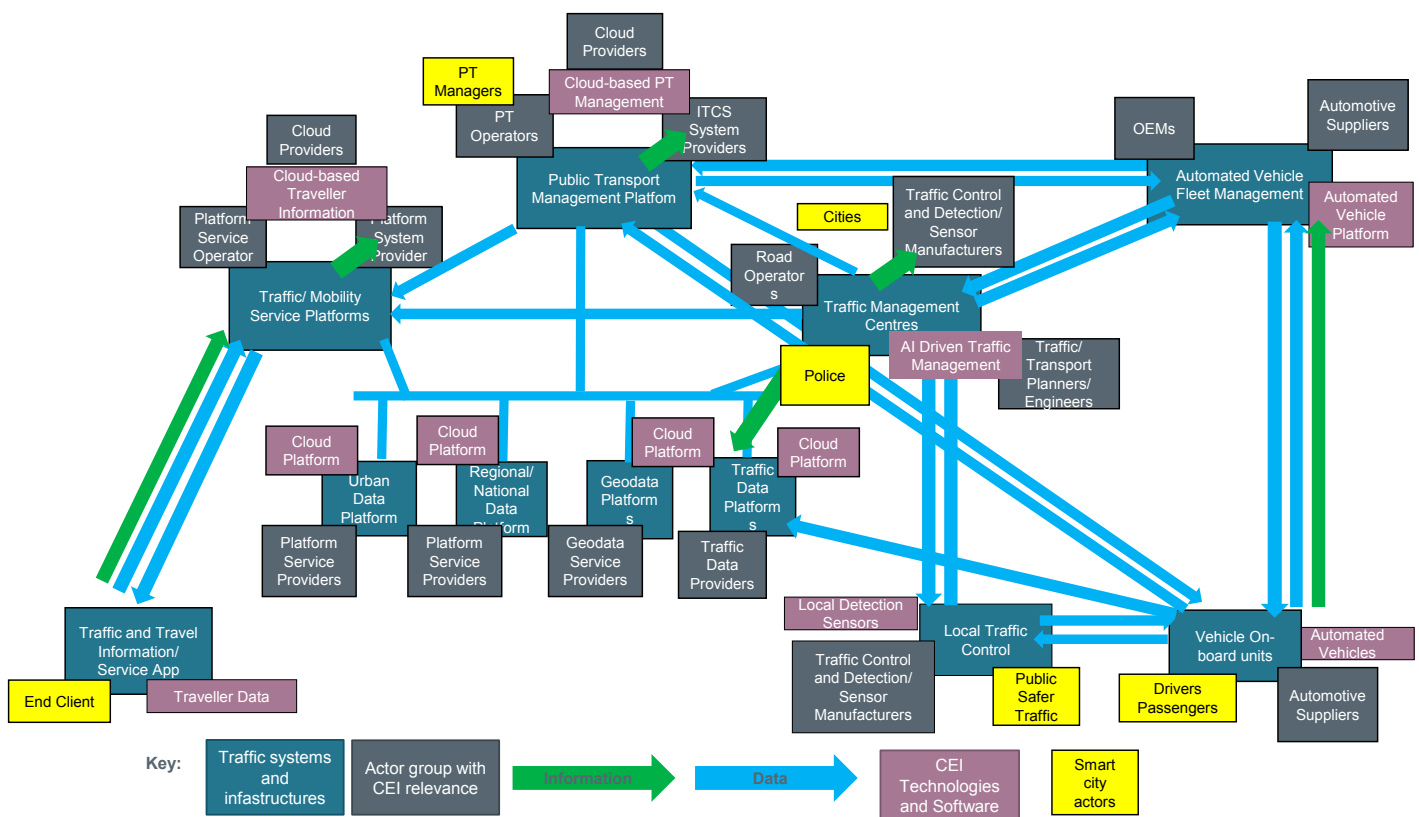 Cloud
Providers
PT
Managers
Cloud-based PT
Management
PT
Operators
ITCS
System
Providers
Public Transport
Management Platfom
Cloud
Providers
Cloud-based
Traveller
Information
Platform
Service
Operator
Platform
System
Provider
Traffic/ Mobility
Service Platforms
OEMs
Automotive
Suppliers
Automated Vehicle
Fleet Management
Automated
Vehicle
Platform
Cities
Traffic Control
and Detection/
Sensor
Manufacturers
Road
Operator
s
Traffic Management
Centres
AI Driven Traffic
Management
Traffic/
Transport
Planners/
Engineers
Police
Cloud
Platform
Cloud
Platform
Cloud
Platform
Cloud
Platform
Urban
Data
Platform
Regional/
National
Data
Platform
Geodata
Platform
s
Traffic
Data
Platform
s
Platform
Service
Providers
Platform
Service
Providers
Geodata
Service
Providers
Traffic
Data
Providers
Traffic and Travel
Information/
Service App
End Client
Traveller Data
Local Detection
Sensors
Local Traffic
Control
Traffic Control
and Detection/
Sensor
Manufacturers
Public
Safer
Traffic
Vehicle On-
board units
Automated
Vehicles
Drivers
Passengers
Automotive
Suppliers
Key:
Traffic systems
and
infastructures
Actor group with
CEI relevance
Information
Data
CEI
Technologies
and Software
Smart
city
actors